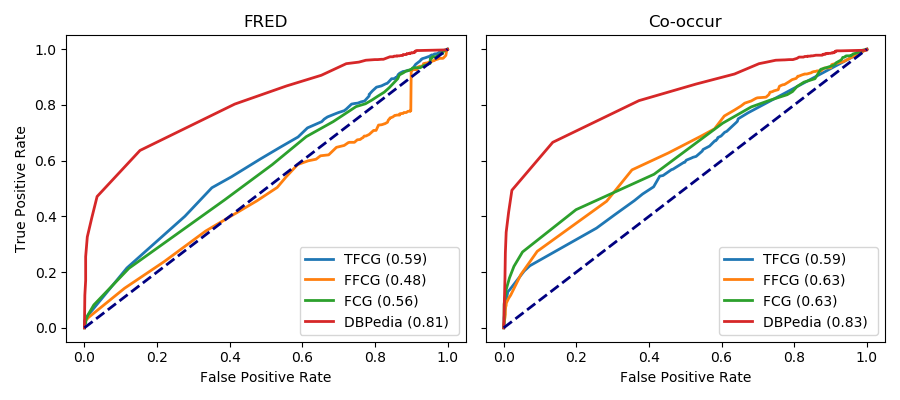 FRED
True Positive Rate
1.0
0.8
0.6
0.4
0.2
0.0
TFCG (0.59)
FFCG (0.48)
FCG (0.56)
DBPedia (0.81)
0.0 0.2 0.4 0.6 0.8 1.0
False Positive Rate
Co-occur
TFCG (0.59)
FFCG (0.63)
FCG (0.63)
DBPedia (0.83)
0.0 0.2 0.4 0.6 0.8 1.0
False Positive Rate